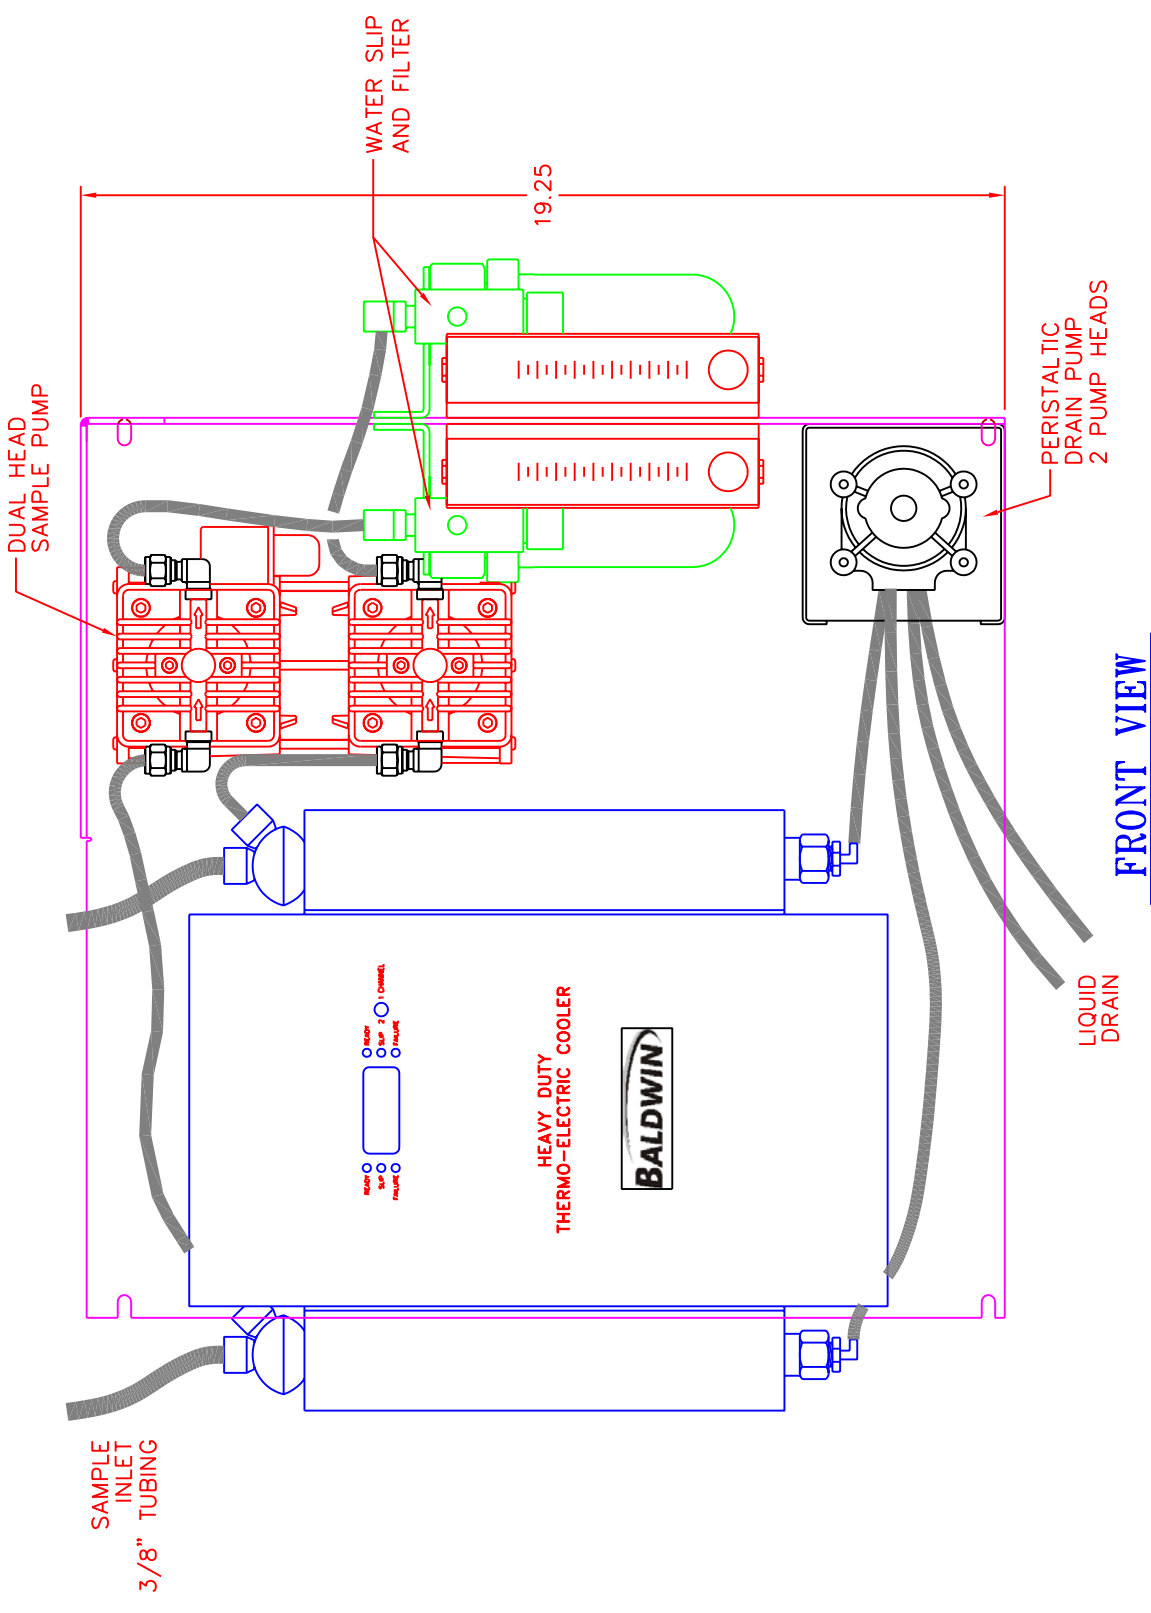 SAMPLE
INLET
3/8" TUBING
DUAL HEAD
SAMPLE PUMP
WATER SLIP
AND FILTER
19.25
READY
SLIP
FAILURE
READY
SLIP
FAILURE
2
1 CHANNEL
HEAVY DUTY
THERMO-ELECTRIC COOLER
BALDWIN
PERISTALTIC
DRAIN PUMP
2 PUMP HEADS
LIQUID
DRAIN
FRONT VIEW